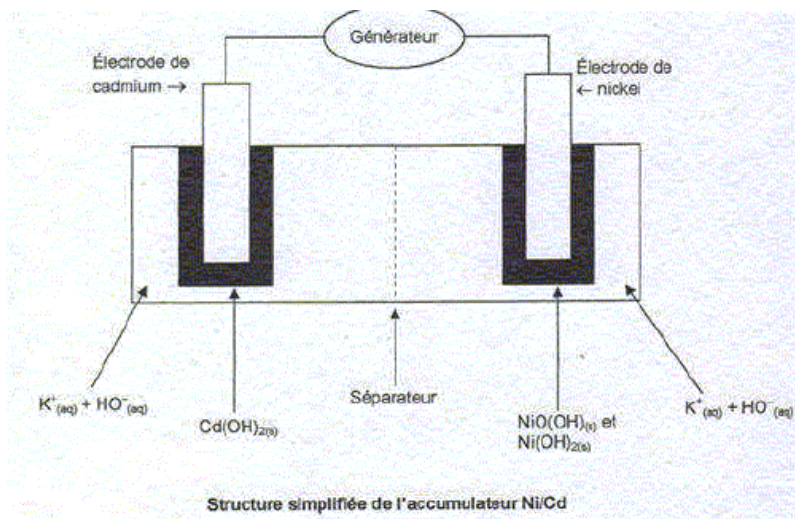 Générateur
Électrode de
cadmium →
Électrode de
← nickel
K⁺(aq) + HO⁻(aq)
Cd(OH)2(s)
Séparateur
NiO(OH)(s) et
Ni(OH)2(s)
K⁺(aq) + HO⁻(aq)
Structure simplifiée de l'accumulateur Ni/Cd